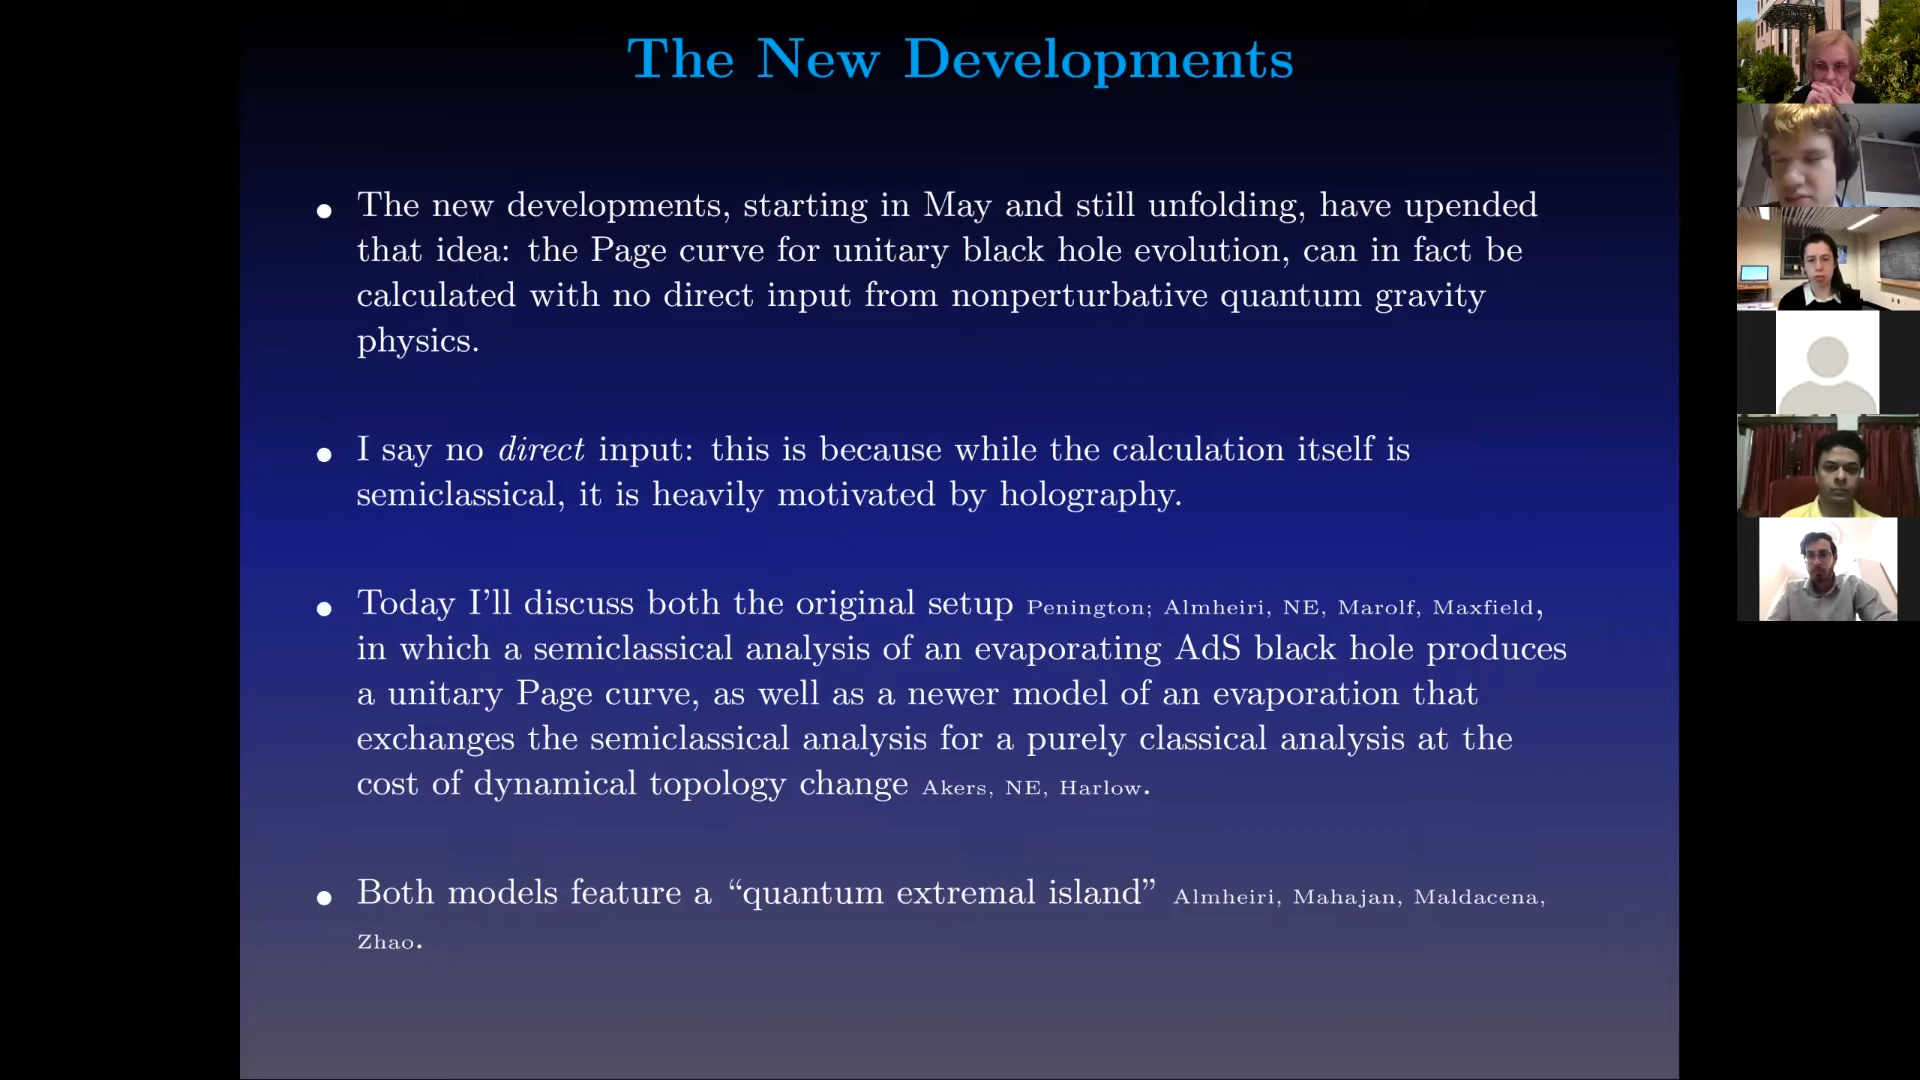 The New Developments
• The new developments, starting in May and still unfolding, have upended
that idea: the Page curve for unitary black hole evolution, can in fact be
calculated with no direct input from nonperturbative quantum gravity
physics.
• I say no direct input: this is because while the calculation itself is
semiclassical, it is heavily motivated by holography.
• Today I'll discuss both the original setup Penington; Almheiri, NE, Marolf, Maxfield,
in which a semiclassical analysis of an evaporating AdS black hole produces
a unitary Page curve, as well as a newer model of an evaporation that
exchanges the semiclassical analysis for a purely classical analysis at the
cost of dynamical topology change Akers, NE, Harlow.
• Both models feature a “quantum extremal island” Almheiri, Mahajan, Maldacena,
Zhao.